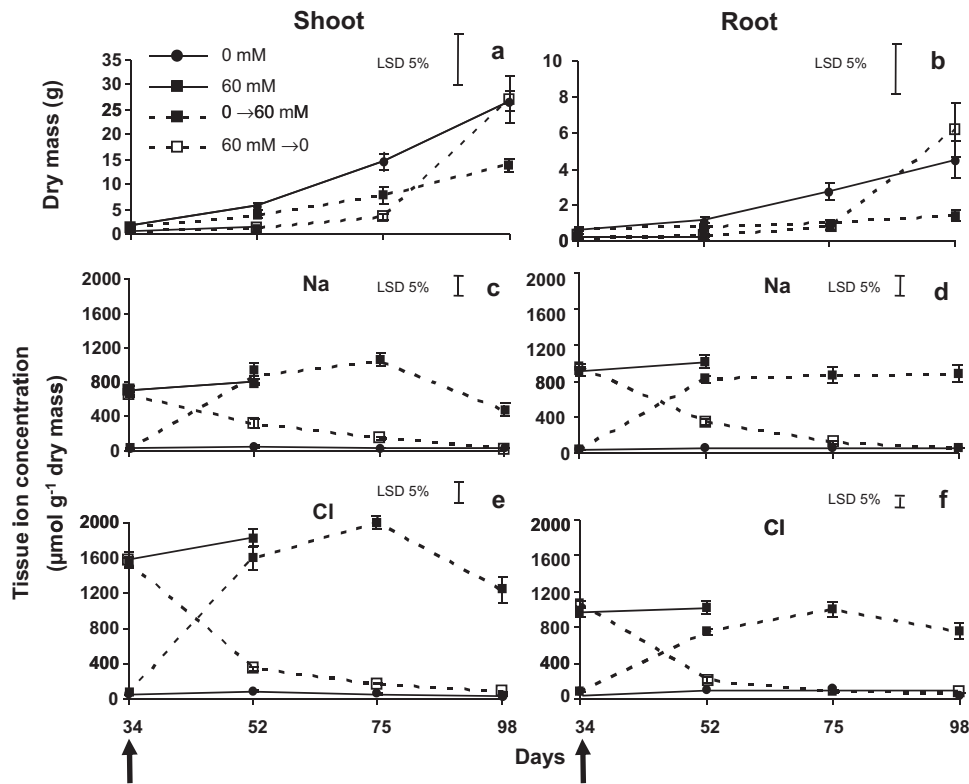 Shoot
Root
LSD 5%
a
LSD 5%
b
0 mM
60 mM
0 →60 mM
60 mM →0
Dry mass (g)
35
30
25
20
15
10
5
0
10
8
6
4
2
0
Na
LSD 5%
c
Na
LSD 5%
d
2000
1600
1200
800
400
0
2000
1600
1200
800
400
0
Tissue ion concentration
(µmol g-1 dry mass)
LSD 5%
e
Cl
LSD 5%
f
Cl
2000
1600
1200
800
400
0
2000
1600
1200
800
400
0
34
52
75
98
34
52
75
98
Days